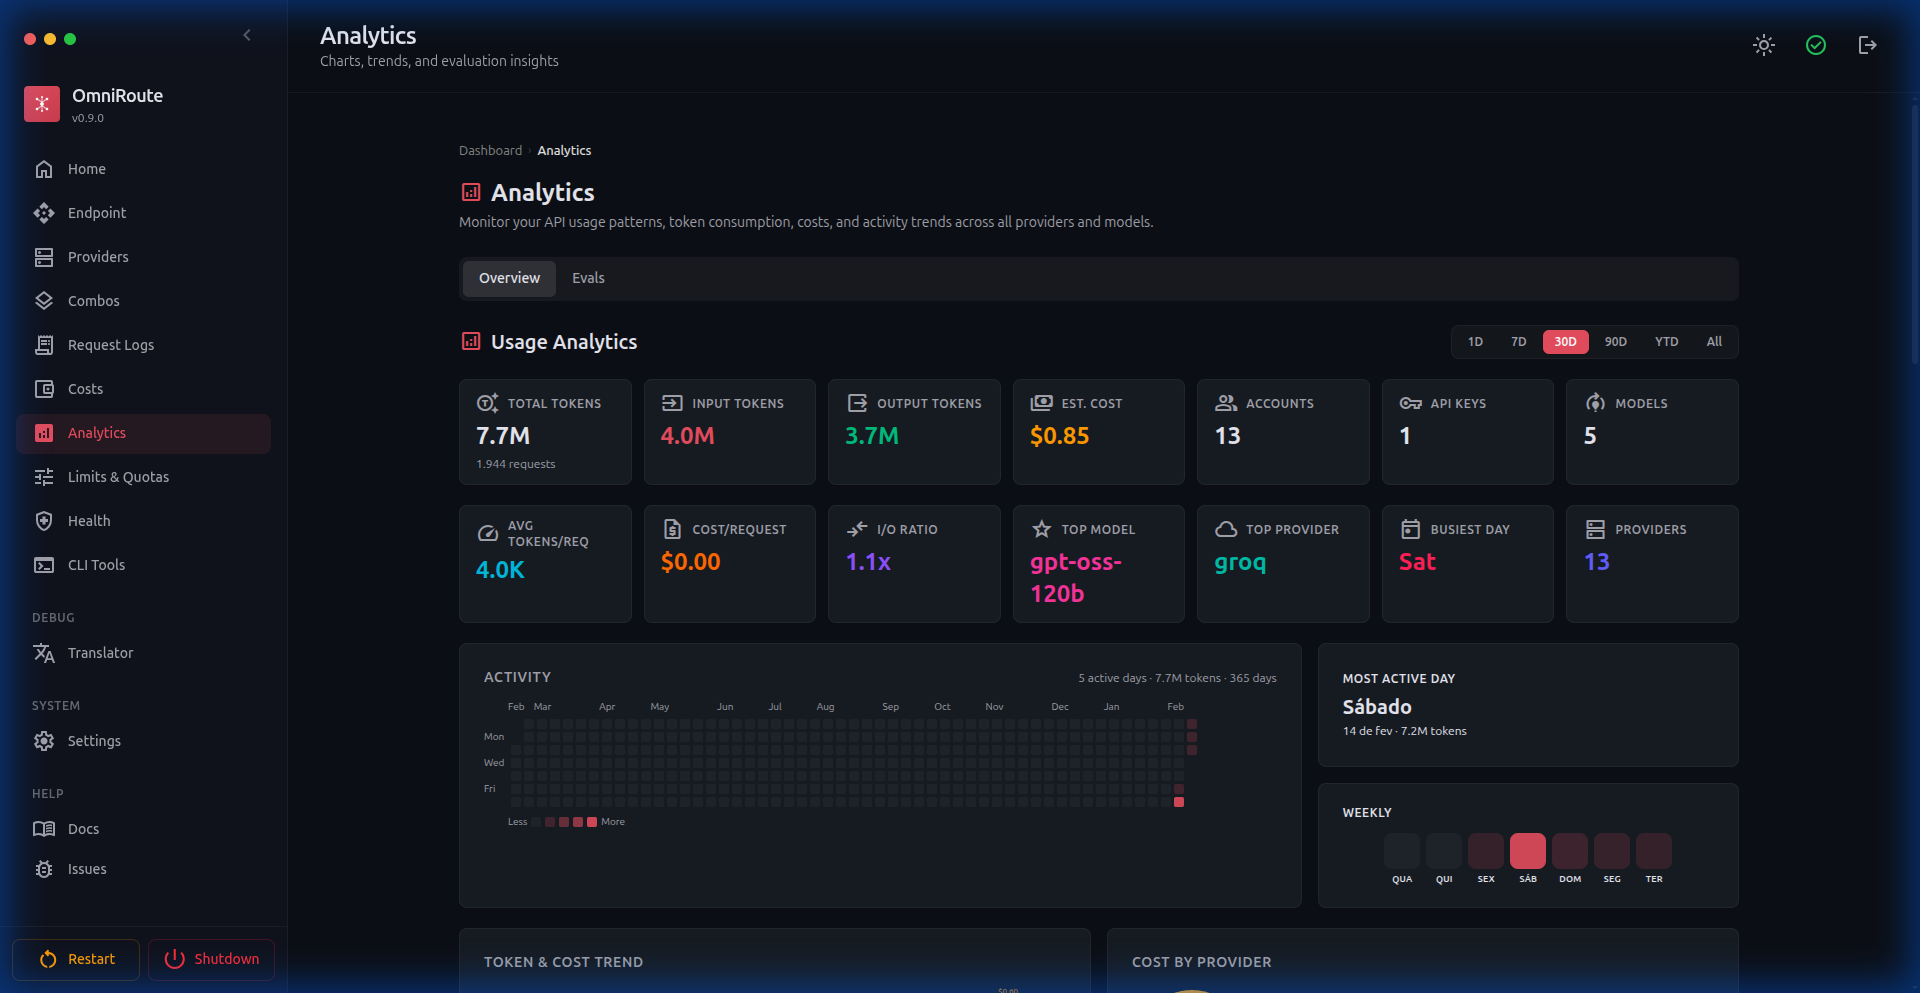 Analytics
Charts, trends, and evaluation insights
OmniRoute
v0.9.0
Home
Endpoint
Providers
Combos
Request Logs
Costs
Analytics
Limits & Quotas
Health
CLI Tools
DEBUG
Translator
SYSTEM
Settings
HELP
Docs
Issues
Restart
Shutdown
Dashboard › Analytics
Analytics
Monitor your API usage patterns, token consumption, costs, and activity trends across all providers and models.
Overview
Evals
Usage Analytics
1D 7D 30D 90D YTD All
TOTAL TOKENS
7.7M
1.944 requests
INPUT TOKENS
4.0M
OUTPUT TOKENS
3.7M
EST. COST
$0.85
ACCOUNTS
13
API KEYS
1
MODELS
5
AVG
TOKENS/REQ
4.0K
COST/REQUEST
$0.00
I/O RATIO
1.1x
TOP MODEL
gpt-oss-
120b
TOP PROVIDER
groq
BUSIEST DAY
Sat
PROVIDERS
13
ACTIVITY
5 active days · 7.7M tokens · 365 days
Feb Mar Apr May Jun Jul Aug Sep Oct Nov Dec Jan Feb
Mon
Wed
Fri
Less More
MOST ACTIVE DAY
Sábado
14 de fev · 7.2M tokens
WEEKLY
QUA QUI SEX SÁB DOM SEG TER
TOKEN & COST TREND
COST BY PROVIDER